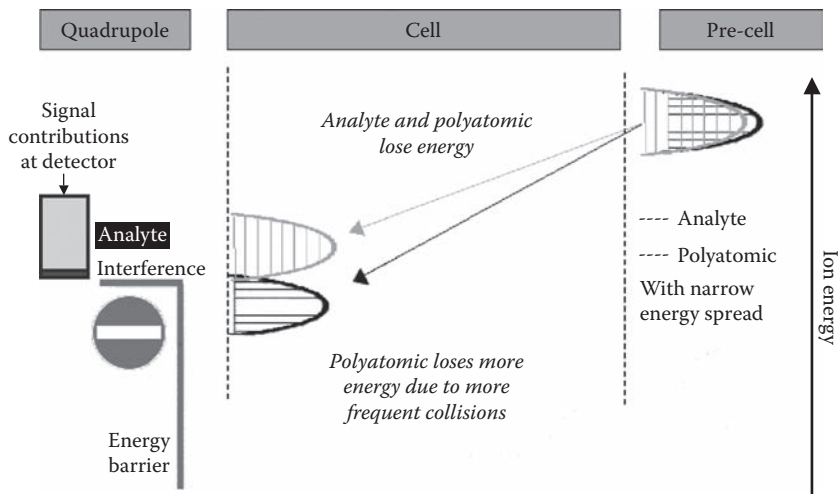 Quadrupole
Cell
Pre-cell
Signal
contributions
at detector
Analyte
Interference
Energy
barrier
Analyte and polyatomic
lose energy
Polyatomic loses more
energy due to more
frequent collisions
---- Analyte
---- Polyatomic
With narrow
energy spread
Ion energy